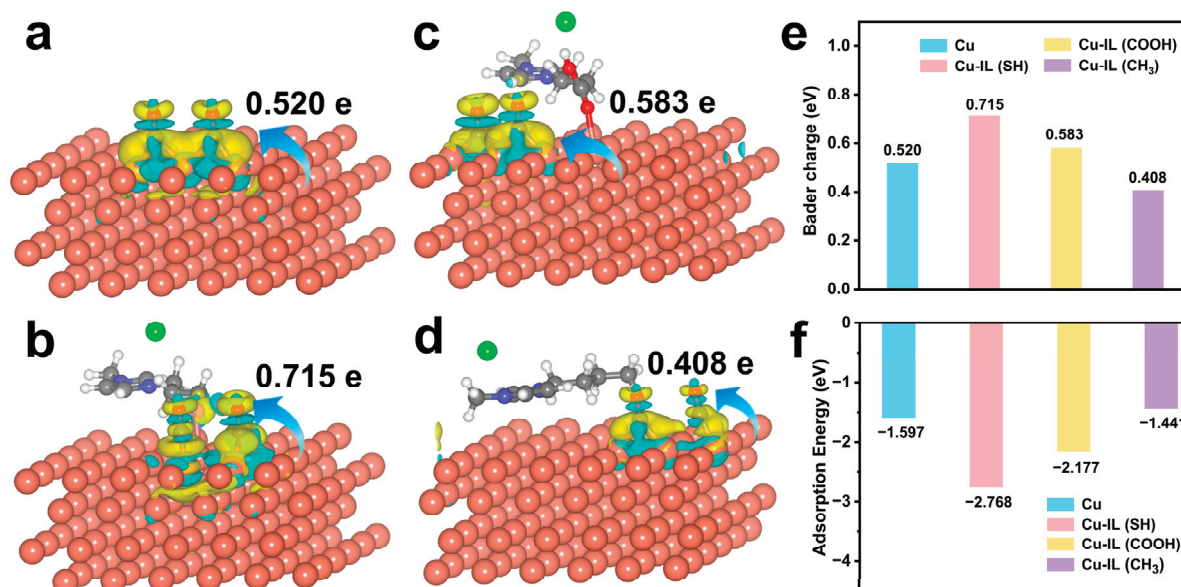 a
0.520 e
b
0.715 e
c
0.583 e
d
0.408 e
e
Bader charge (eV)
1.0
0.8
0.6
0.4
0.2
0.0
Cu
Cu-IL (SH)
Cu-IL (COOH)
Cu-IL (CH₃)
0.520
0.715
0.583
0.408
f
Adsorption Energy (eV)
0
−1
−2
−3
−4
−1.597
−2.768
−2.177
−1.441
Cu
Cu-IL (SH)
Cu-IL (COOH)
Cu-IL (CH₃)